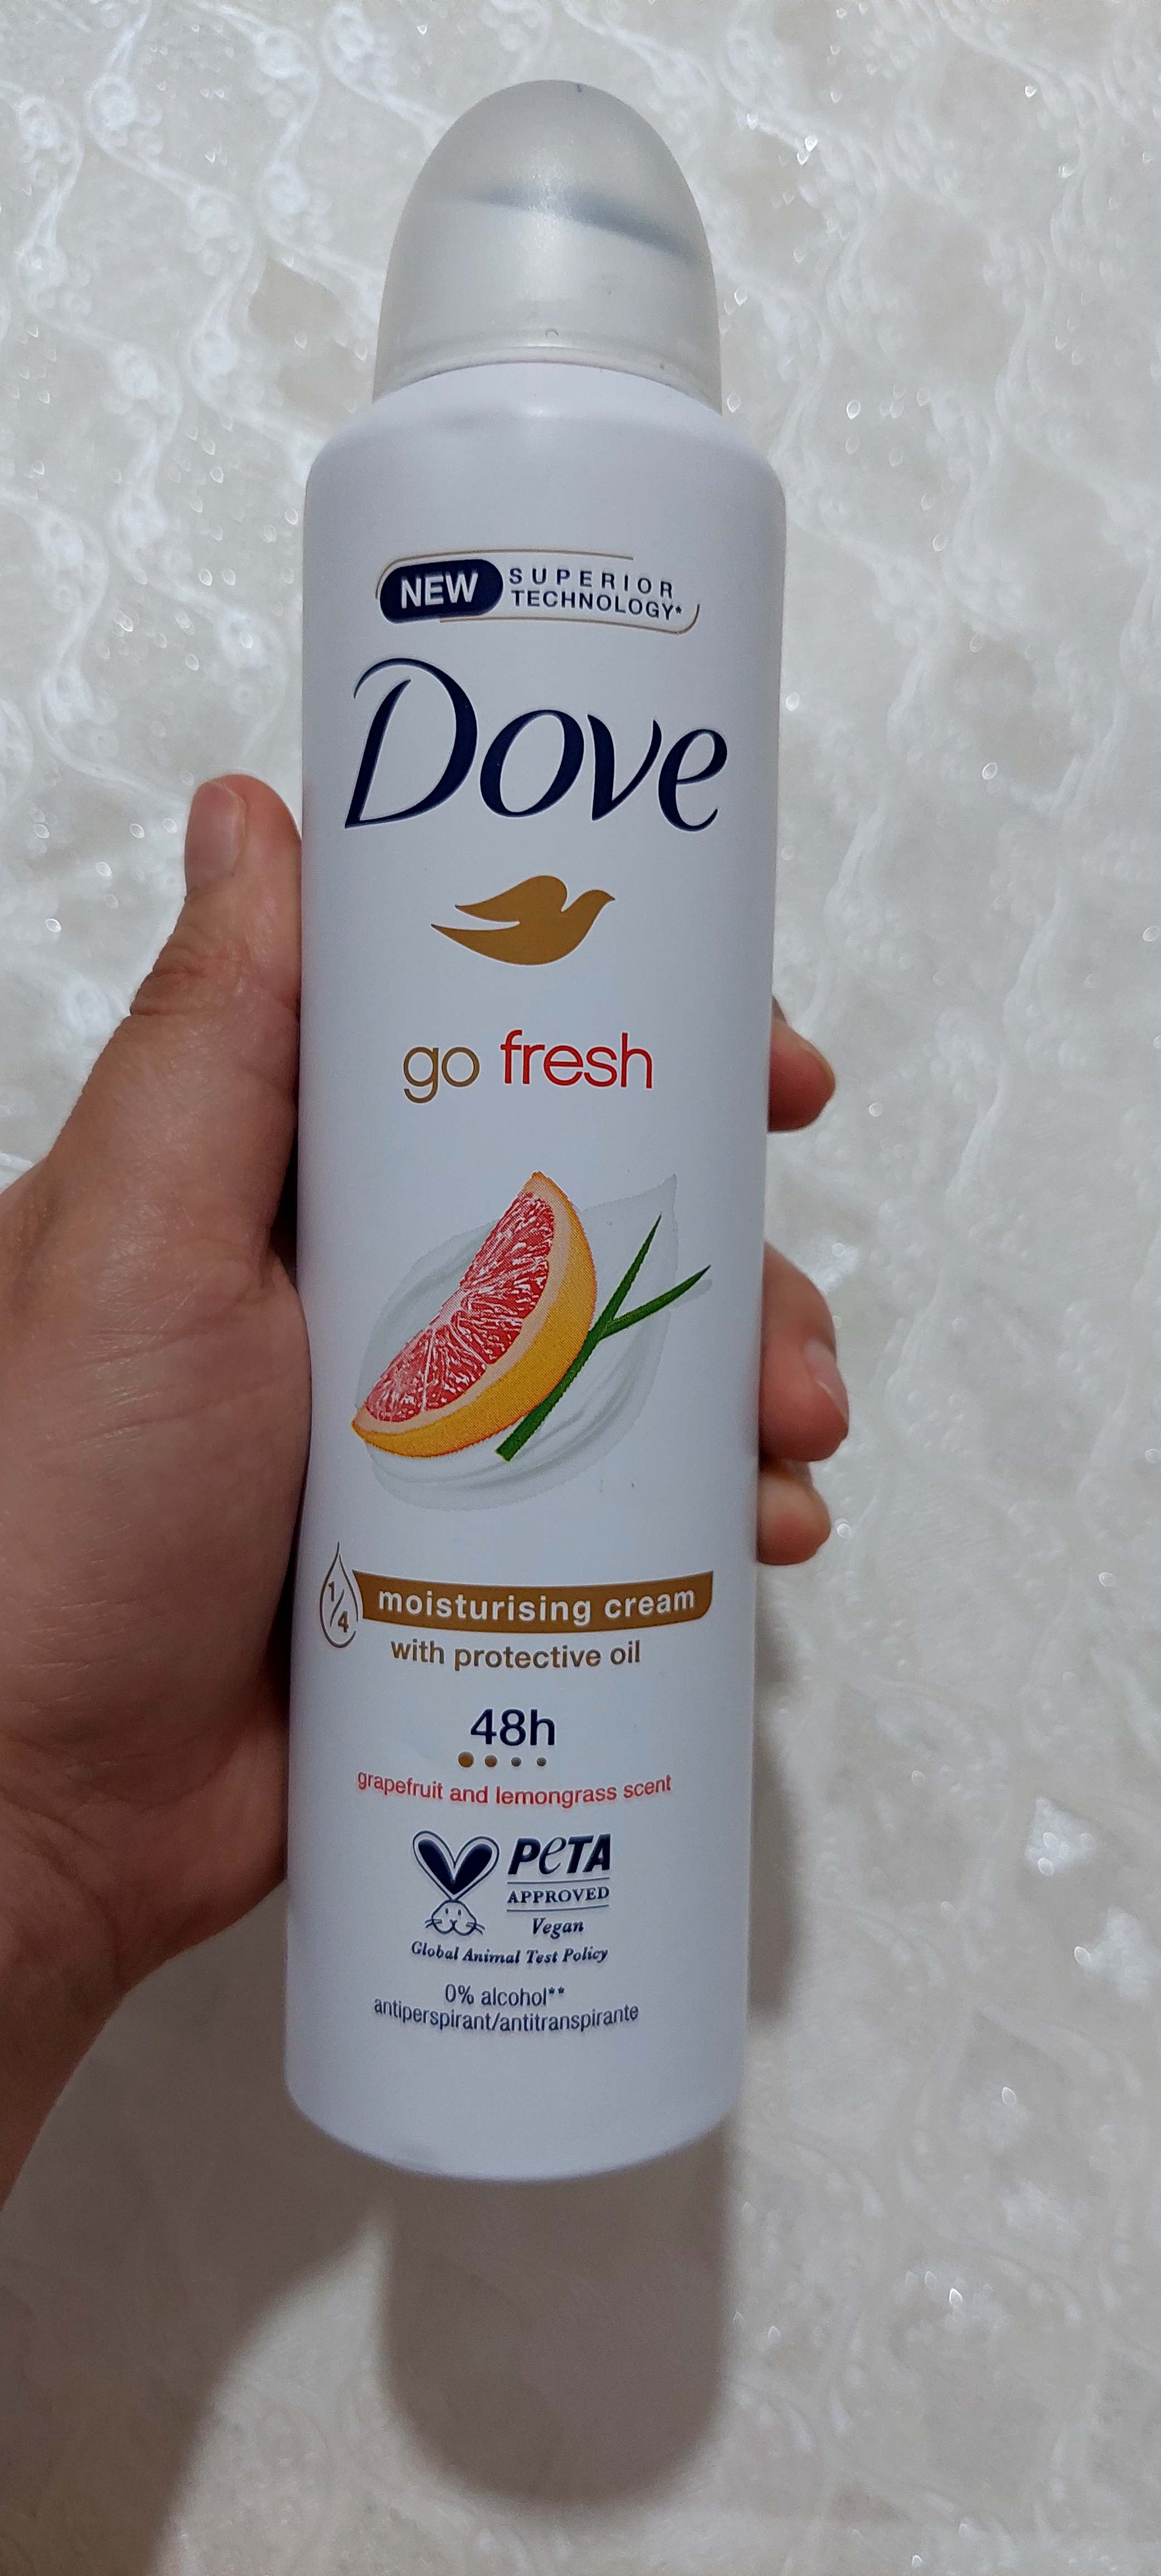 NEW SUPERIOR
TECHNOLOGY*
Dove
go fresh
1/4 moisturising cream
with protective oil
48h
grapefruit and lemongrass scent
PeTA
APPROVED
Vegan
Global Animal Test Policy
0% alcohol**
antiperspirant/antitranspirante